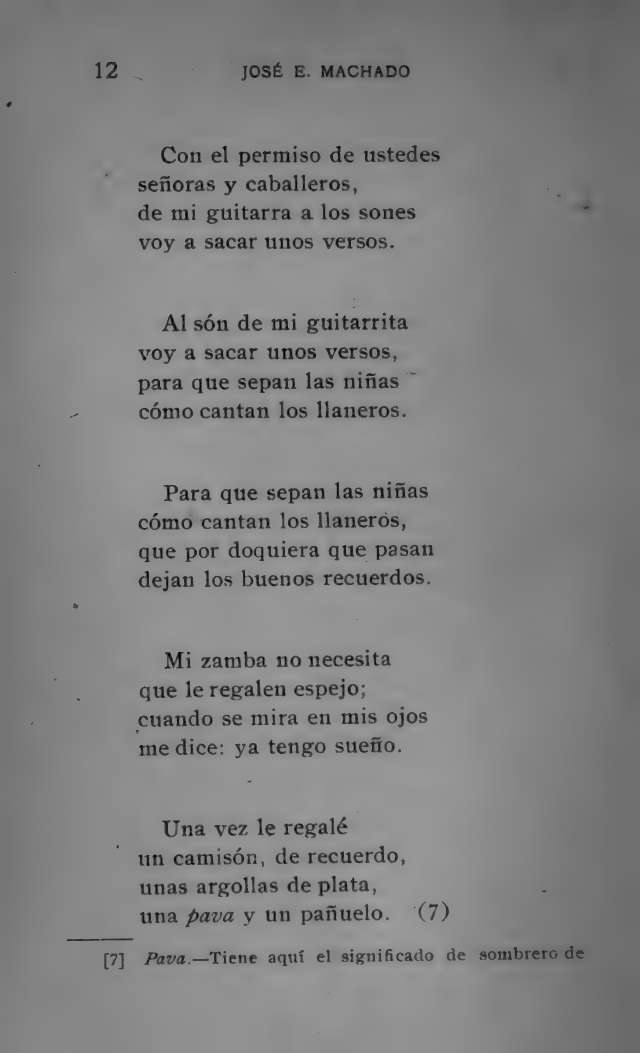 12
JOSÉ E. MACHADO
Con el permiso de ustedes
señoras y caballeros,
de mi guitarra a los sones
voy a sacar unos versos.
Al són de mi guitarrita
voy a sacar unos versos,
para que sepan las niñas
cómo cantan los llaneros.
Para que sepan las niñas
cómo cantan los llaneros,
que por doquiera que pasan
dejan los buenos recuerdos.
Mi zamba no necesita
que le regalen espejo;
cuando se mira en mis ojos
me dice: ya tengo sueño.
Una vez le regalé
un camisón, de recuerdo,
unas argollas de plata,
una pava y un pañuelo. (7)
[7] Pava.—Tiene aquí el significado de sombrero de